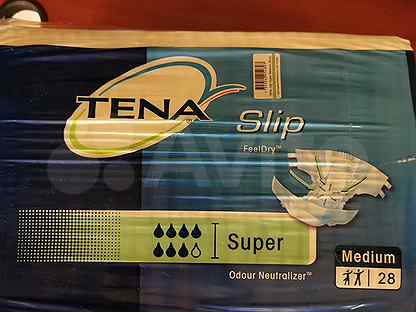 TENA
Slip
FeelDry™
Super
Odour Neutralizer™
Medium
28